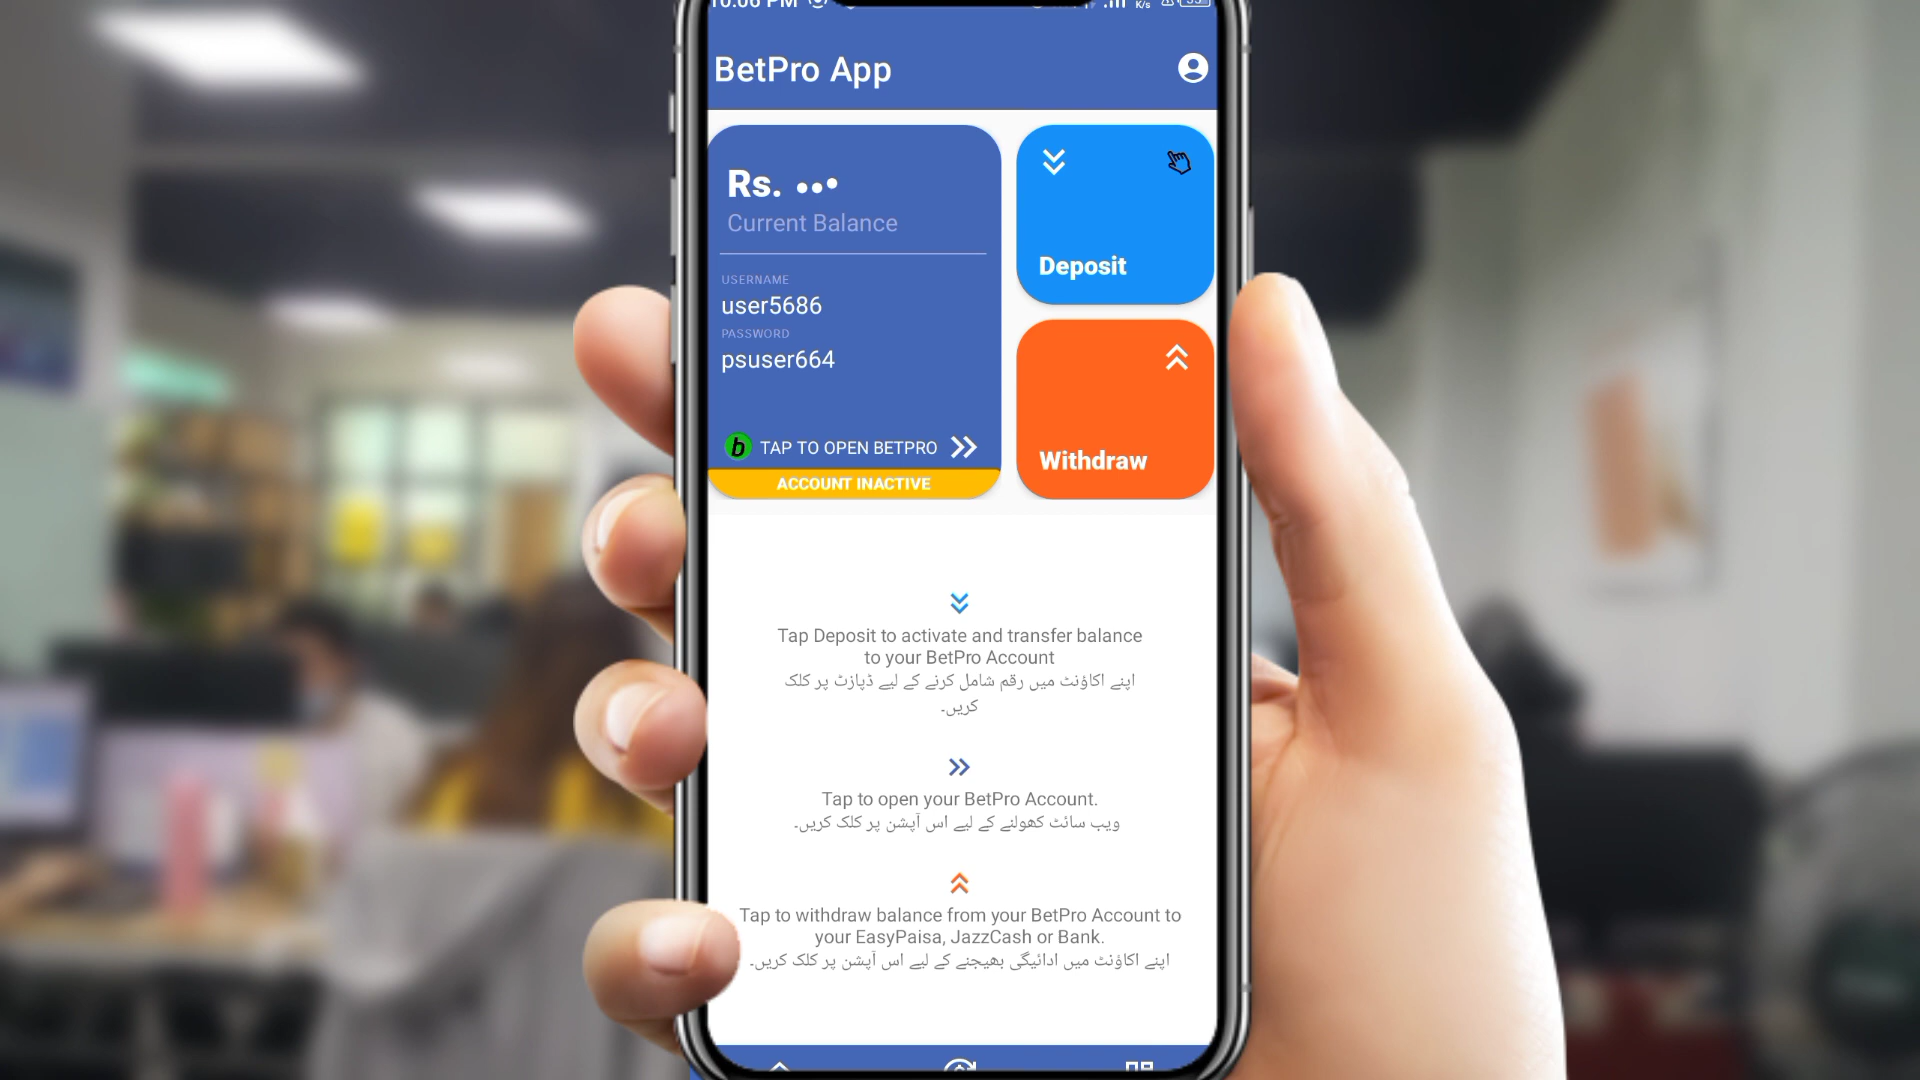 10:06 PM
K/s
BetPro App
Rs. •••
Current Balance
USERNAME
user5686
PASSWORD
psuser664
b TAP TO OPEN BETPRO
ACCOUNT INACTIVE
Deposit
Withdraw
Tap Deposit to activate and transfer balance
to your BetPro Account
اپنے اکاؤنٹ میں رقم شامل کرنے کے لیے ڈپازٹ پر کلک
کریں۔
Tap to open your BetPro Account.
ویب سائٹ کھولنے کے لیے اس آپشن پر کلک کریں۔
Tap to withdraw balance from your BetPro Account to
your EasyPaisa, JazzCash or Bank.
اپنے اکاؤنٹ میں ادائیگی بھیجنے کے لیے اس آپشن پر کلک کریں۔